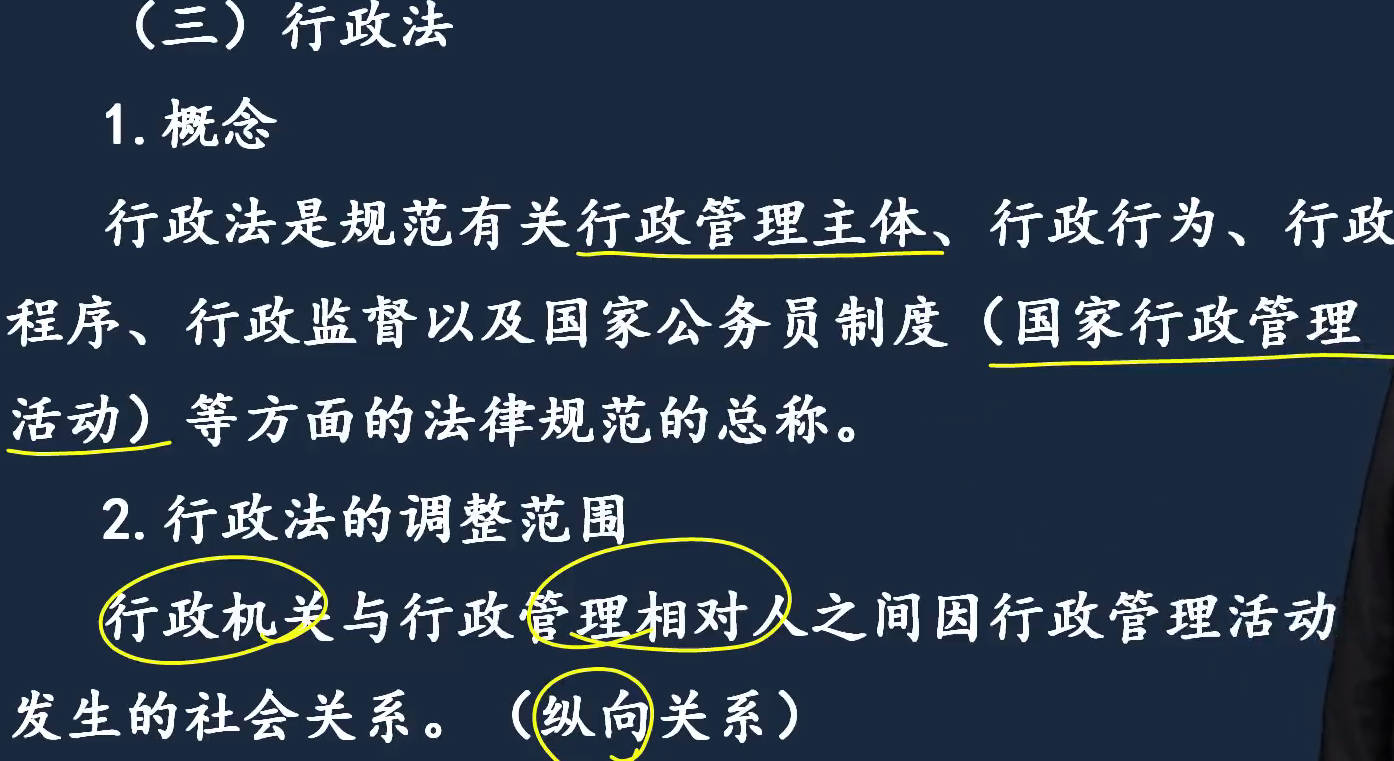 （三）行政法
1.概念
行政法是规范有关行政管理主体、行政行为、行政
程序、行政监督以及国家公务员制度（国家行政管理
活动）等方面的法律规范的总称。
2.行政法的调整范围
行政机关与行政管理相对人之间因行政管理活动
发生的社会关系。（纵向关系）